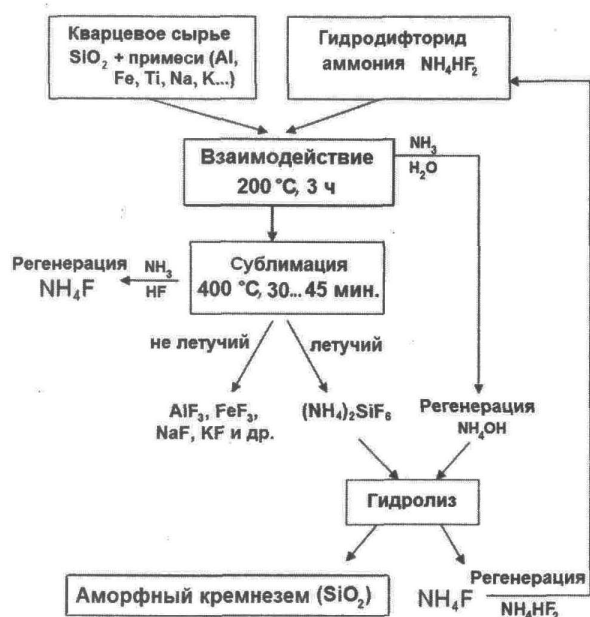 Кварцевое сырье
SiO₂ + примеси (Al,
Fe, Ti, Na, K...)
Гидродифторид
аммония NH₄HF₂
Взаимодействие
200 °C, 3 ч
NH₃
H₂O
Сублимация
400 °C, 30... 45 мин.
Регенерация
NH₄F
NH₃
HF
не летучий
летучий
AlF₃, FeF₃,
NaF, KF и др.
(NH₄)₂SiF₆
Регенерация
NH₄OH
Гидролиз
Аморфный кремнезем (SiO₂)
NH₄F
Регенерация
NH₄HF₂